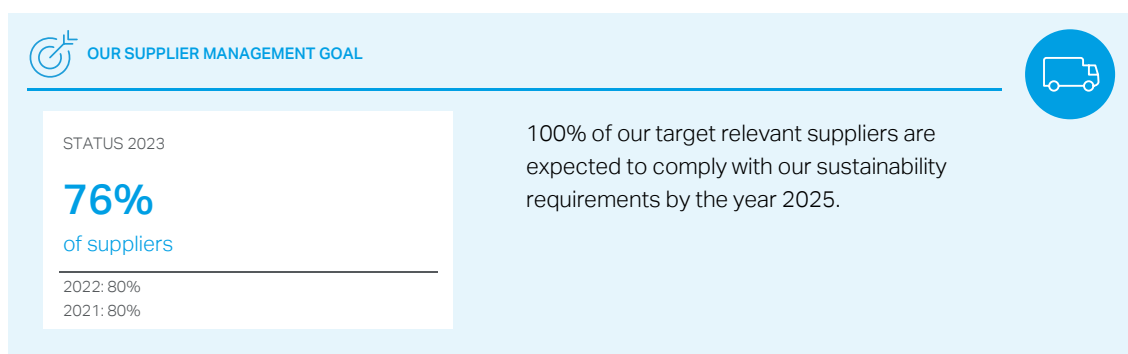 OUR SUPPLIER MANAGEMENT GOAL
STATUS 2023
76%
of suppliers
2022: 80%
2021: 80%
100% of our target relevant suppliers are
expected to comply with our sustainability
requirements by the year 2025.